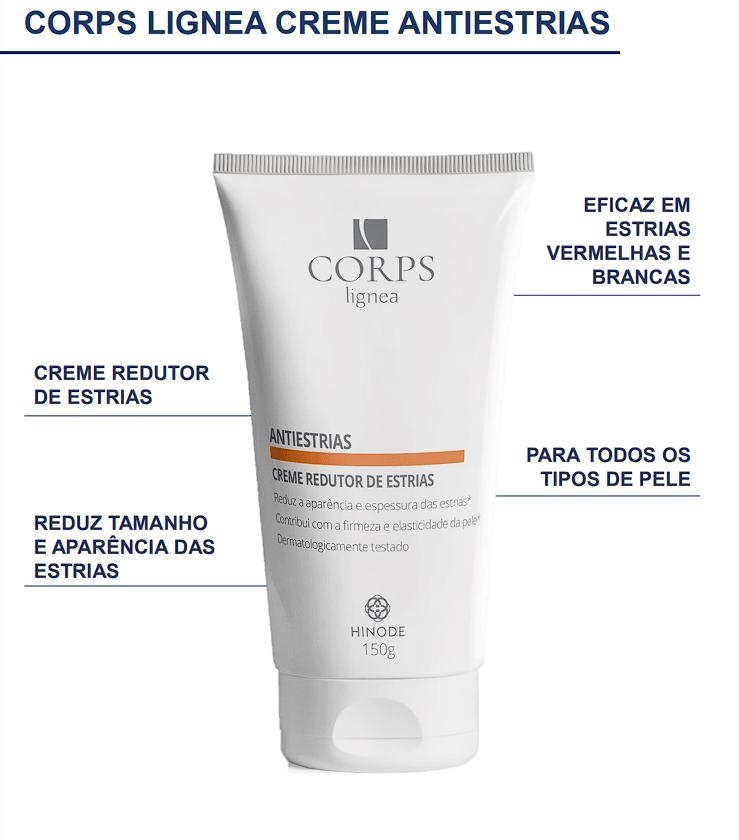 CORPS LIGNEA CREME ANTIESTRIAS
EFICAZ EM
ESTRIAS
VERMELHAS E
BRANCAS
CORPS
lignea
CREME REDUTOR
DE ESTRIAS
ANTIESTRIAS
CREME REDUTOR DE ESTRIAS
Reduz a aparência e espessura das estrias*
Contribui com a firmeza e elasticidade da pele*
Dermatologicamente testado
PARA TODOS OS
TIPOS DE PELE
REDUZ TAMANHO
E APARÊNCIA DAS
ESTRIAS
HINODE
150g